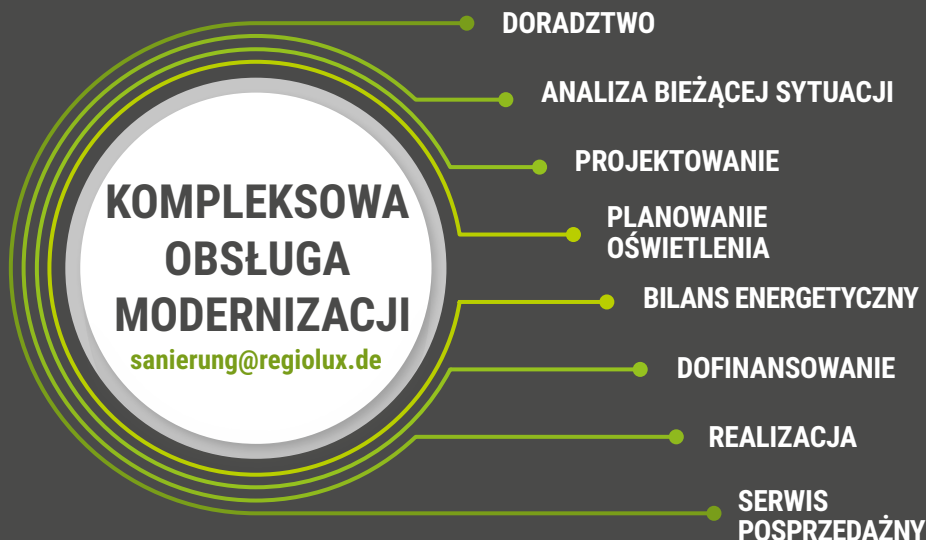 KOMPLEKSOWA
OBSŁUGA
MODERNIZACJI
sanierung@regiolux.de
DORADZTWO
ANALIZA BIEŻĄCEJ SYTUACJI
PROJEKTOWANIE
PLANOWANIE
OŚWIETLENIA
BILANS ENERGETYCZNY
DOFINANSOWANIE
REALIZACJA
SERWIS
POSPRZEDAŻNY